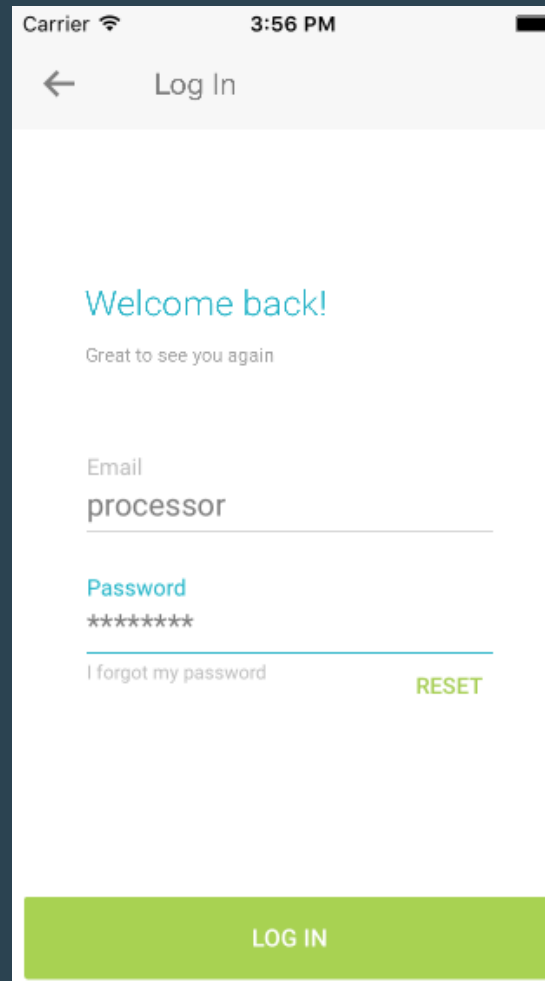 Carrier 3:56 PM
Log In
Welcome back!
Great to see you again
Email
processor
Password
********
I forgot my password
RESET
LOG IN